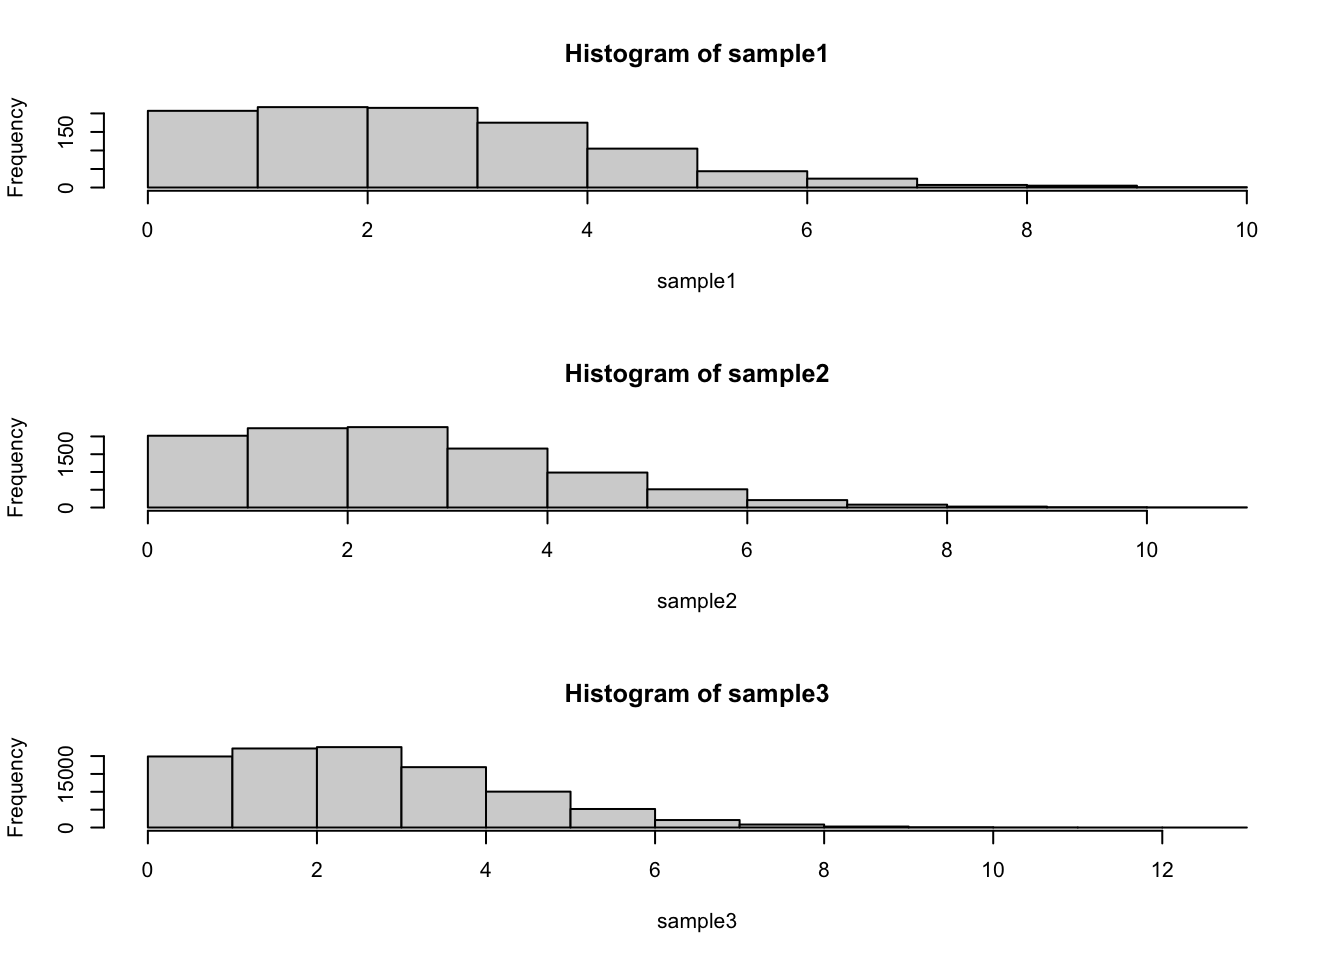 Histogram of sample1
Frequency
150
0
0 2 4 6 8 10
sample1
Histogram of sample2
Frequency
1500
0
0 2 4 6 8 10
sample2
Histogram of sample3
Frequency
15000
0
0 2 4 6 8 10 12
sample3